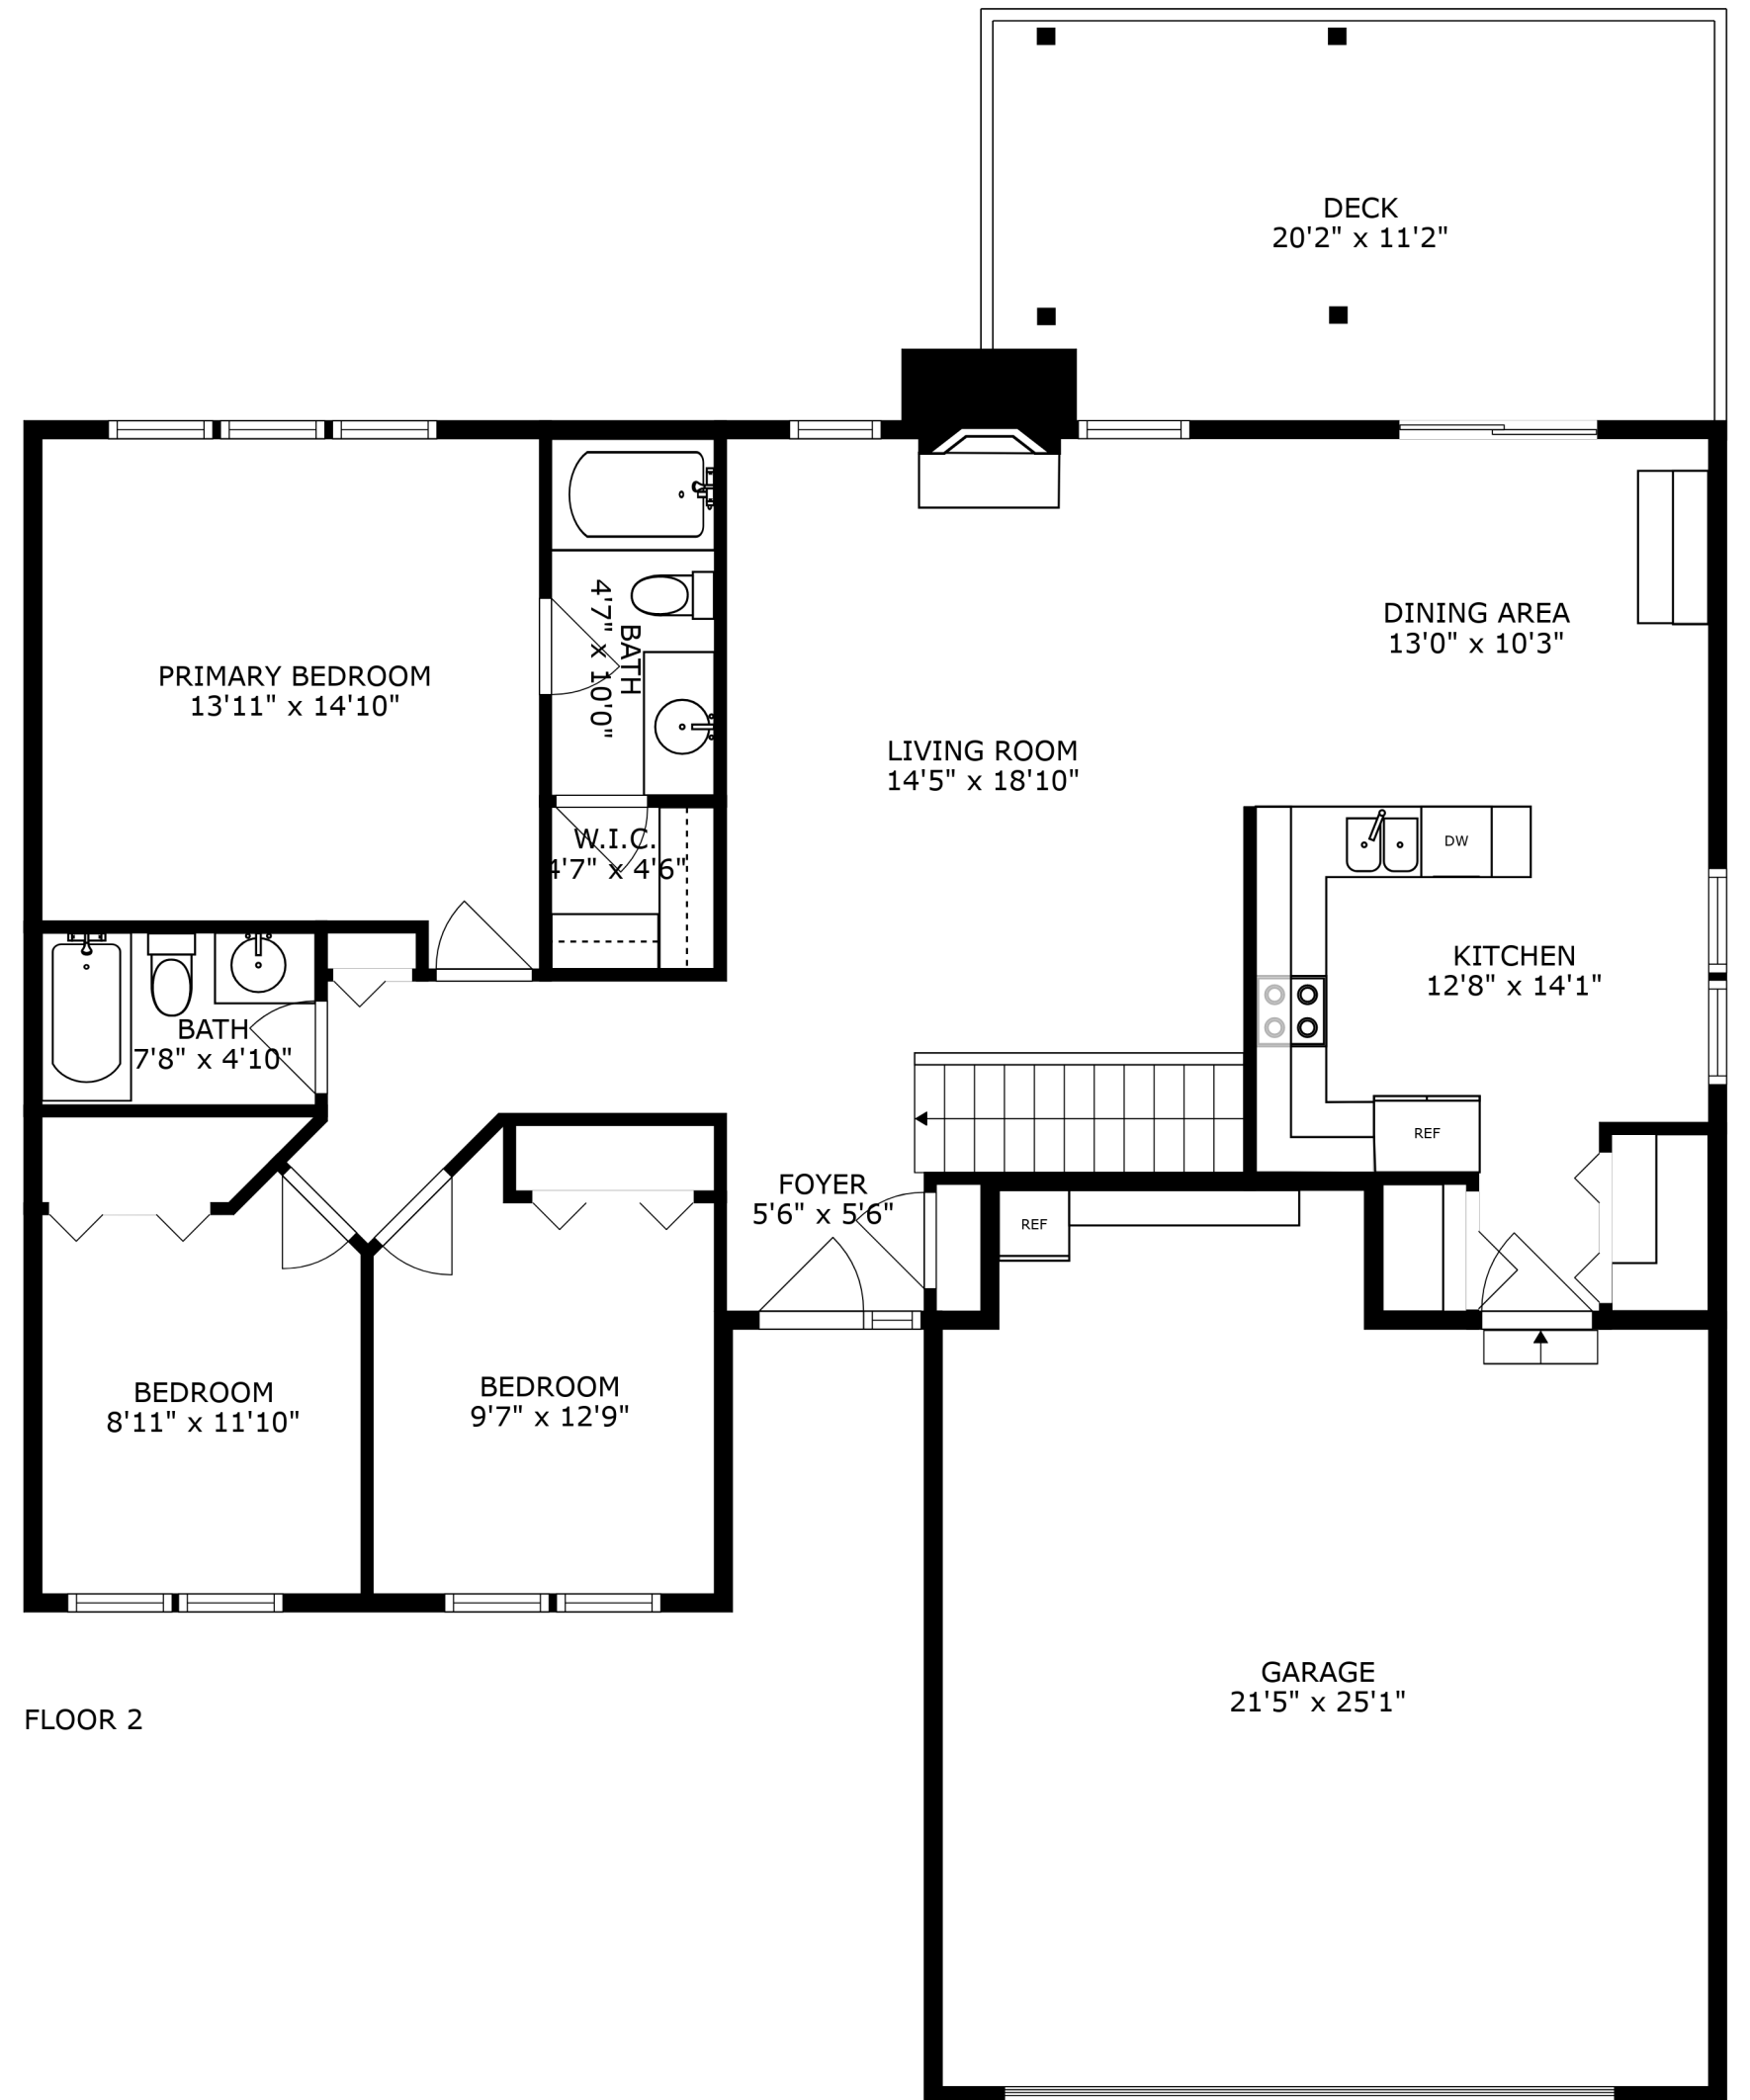 DECK
20'2" x 11'2"
DINING AREA
13'0" x 10'3"
PRIMARY BEDROOM
13'11" x 14'10"
BATH
4'7" x 10'0"
LIVING ROOM
14'5" x 18'10"
W.I.C.
4'7" x 4'6"
DW
KITCHEN
12'8" x 14'1"
BATH
7'8" x 4'10"
REF
FOYER
5'6" x 5'6"
REF
BEDROOM
8'11" x 11'10"
BEDROOM
9'7" x 12'9"
GARAGE
21'5" x 25'1"
FLOOR 2